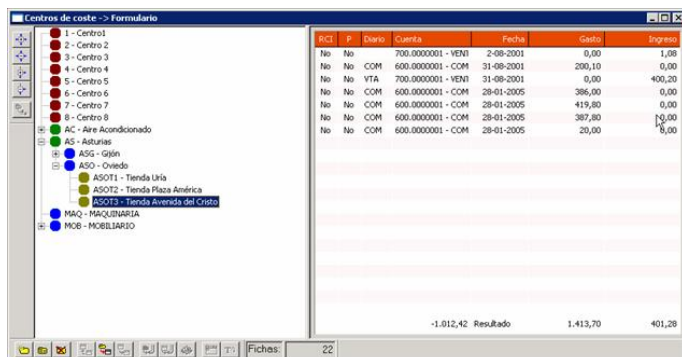 Centros de coste -> Formulario
1 - Centro1
2 - Centro 2
3 - Centro 3
4 - Centro 4
5 - Centro 5
6 - Centro 6
7 - Centro 7
8 - Centro 8
AC - Aire Acondicionado
AS - Asturias
ASG - Gijón
ASO - Oviedo
ASOT1 - Tienda Uría
ASOT2 - Tienda Plaza América
ASOT3 - Tienda Avenida del Cristo
MAQ - MAQUINARIA
MOB - MOBILIARIO
RCI P Diario Cuenta Fecha Gasto Ingreso
No No 700.0000001 - VENT 2-08-2001 0,00 1,08
No No COM 600.0000001 - COM 31-08-2001 200,10 0,00
No No VTA 700.0000001 - VENT 31-08-2001 0,00 400,20
No No COM 600.0000001 - COM 28-01-2005 386,00 0,00
No No COM 600.0000001 - COM 28-01-2005 419,80 0,00
No No COM 600.0000001 - COM 28-01-2005 387,80 0,00
No No COM 600.0000001 - COM 28-01-2005 20,00 0,00
-1.012,42 Resultado 1.413,70 401,28
Fichas: 22